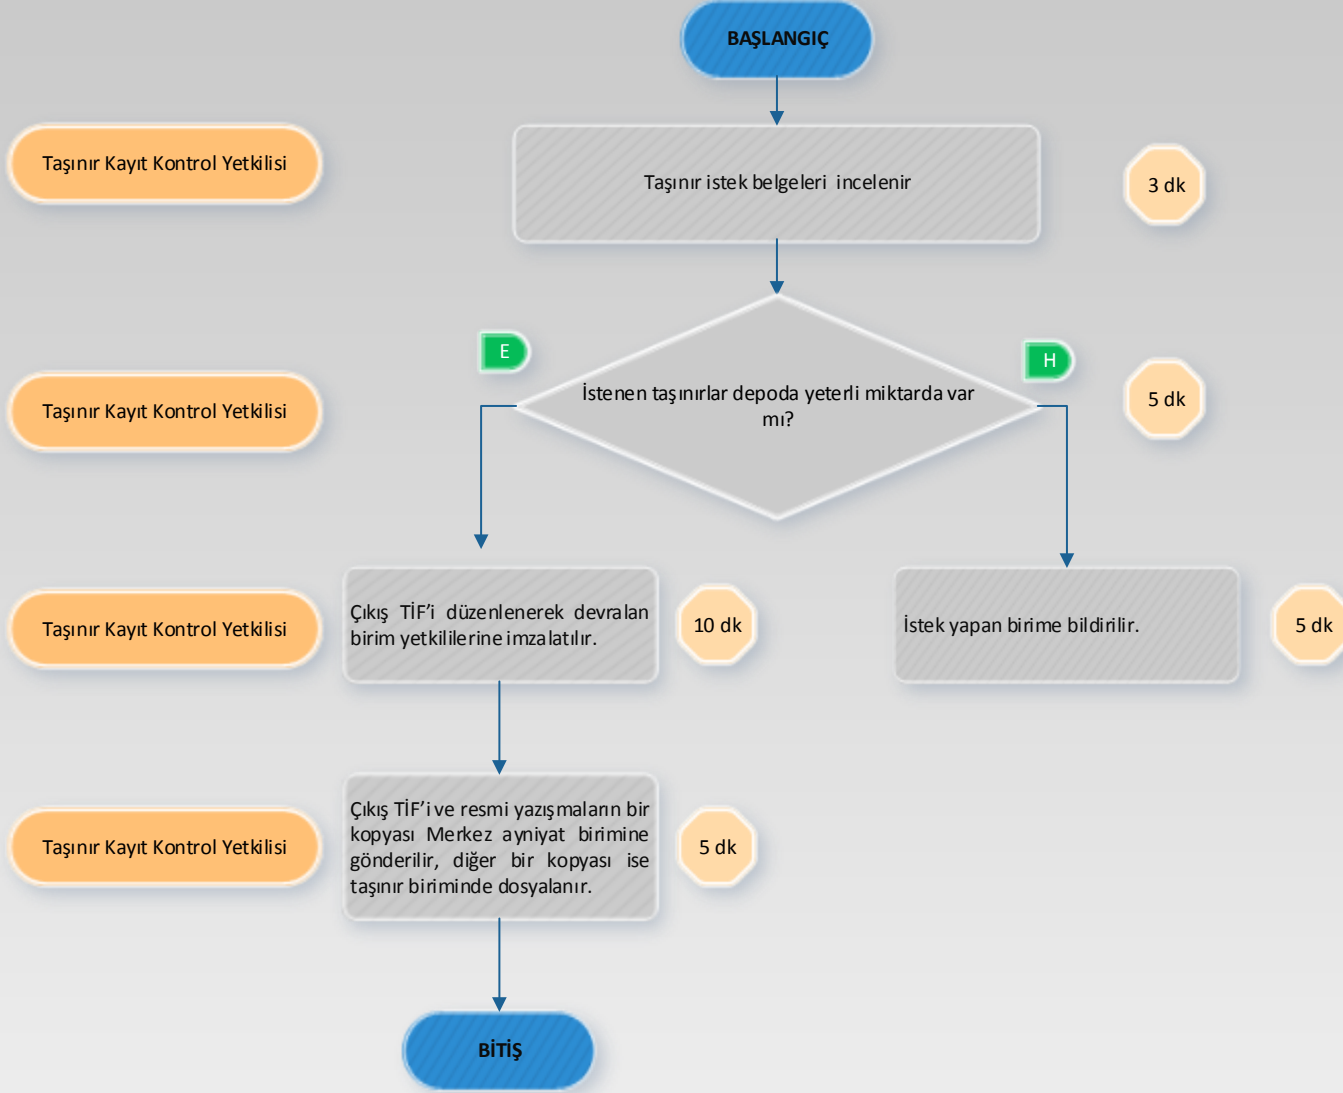 BAŞLANGIÇ
Taşınır Kayıt Kontrol Yetkilisi
Taşınır istek belgeleri incelenir
3 dk
E
H
Taşınır Kayıt Kontrol Yetkilisi
İstenen taşınırlar depoda yeterli miktarda var
mı?
5 dk
Taşınır Kayıt Kontrol Yetkilisi
Çıkış TİF'i düzenlenerek devralan
birim yetkililerine imzalatılır.
10 dk
İstek yapan birime bildirilir.
5 dk
Taşınır Kayıt Kontrol Yetkilisi
Çıkış TİF'i ve resmi yazışmaların bir
kopyası Merkez ayniyat birimine
gönderilir, diğer bir kopyası ise
taşınır biriminde dosyalanır.
5 dk
BİTİŞ